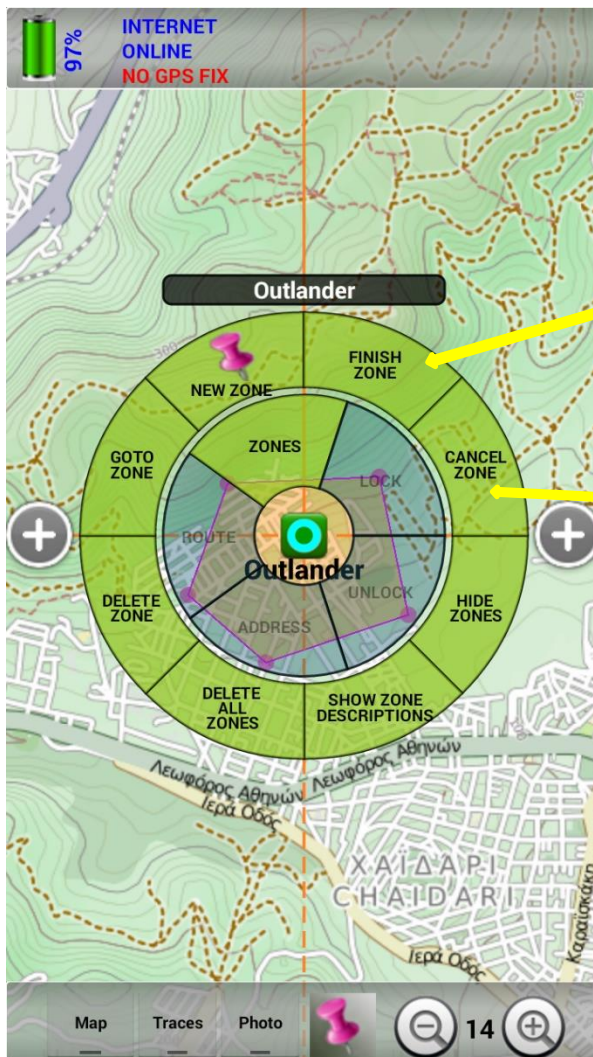 97%
INTERNET
ONLINE
NO GPS FIX
300
Outlander
NEW ZONE
FINISH
ZONE
GOTO
ZONE
ZONES
CANCEL
ZONE
LOCK
ROUTE
Outlander
DELETE
ZONE
ADDRESS
UNLOCK
HIDE
ZONES
DELETE
ALL
ZONES
SHOW ZONE
DESCRIPTIONS
Λεωφόρος Αθηνών
Λεωφόρος Αθηνών
Ιερά Οδός
ΧΑΪΔΑΡΙ
CHAIDARI
Καραϊσκάκη
Ιερά Οδός
Map
Traces
Photo
14